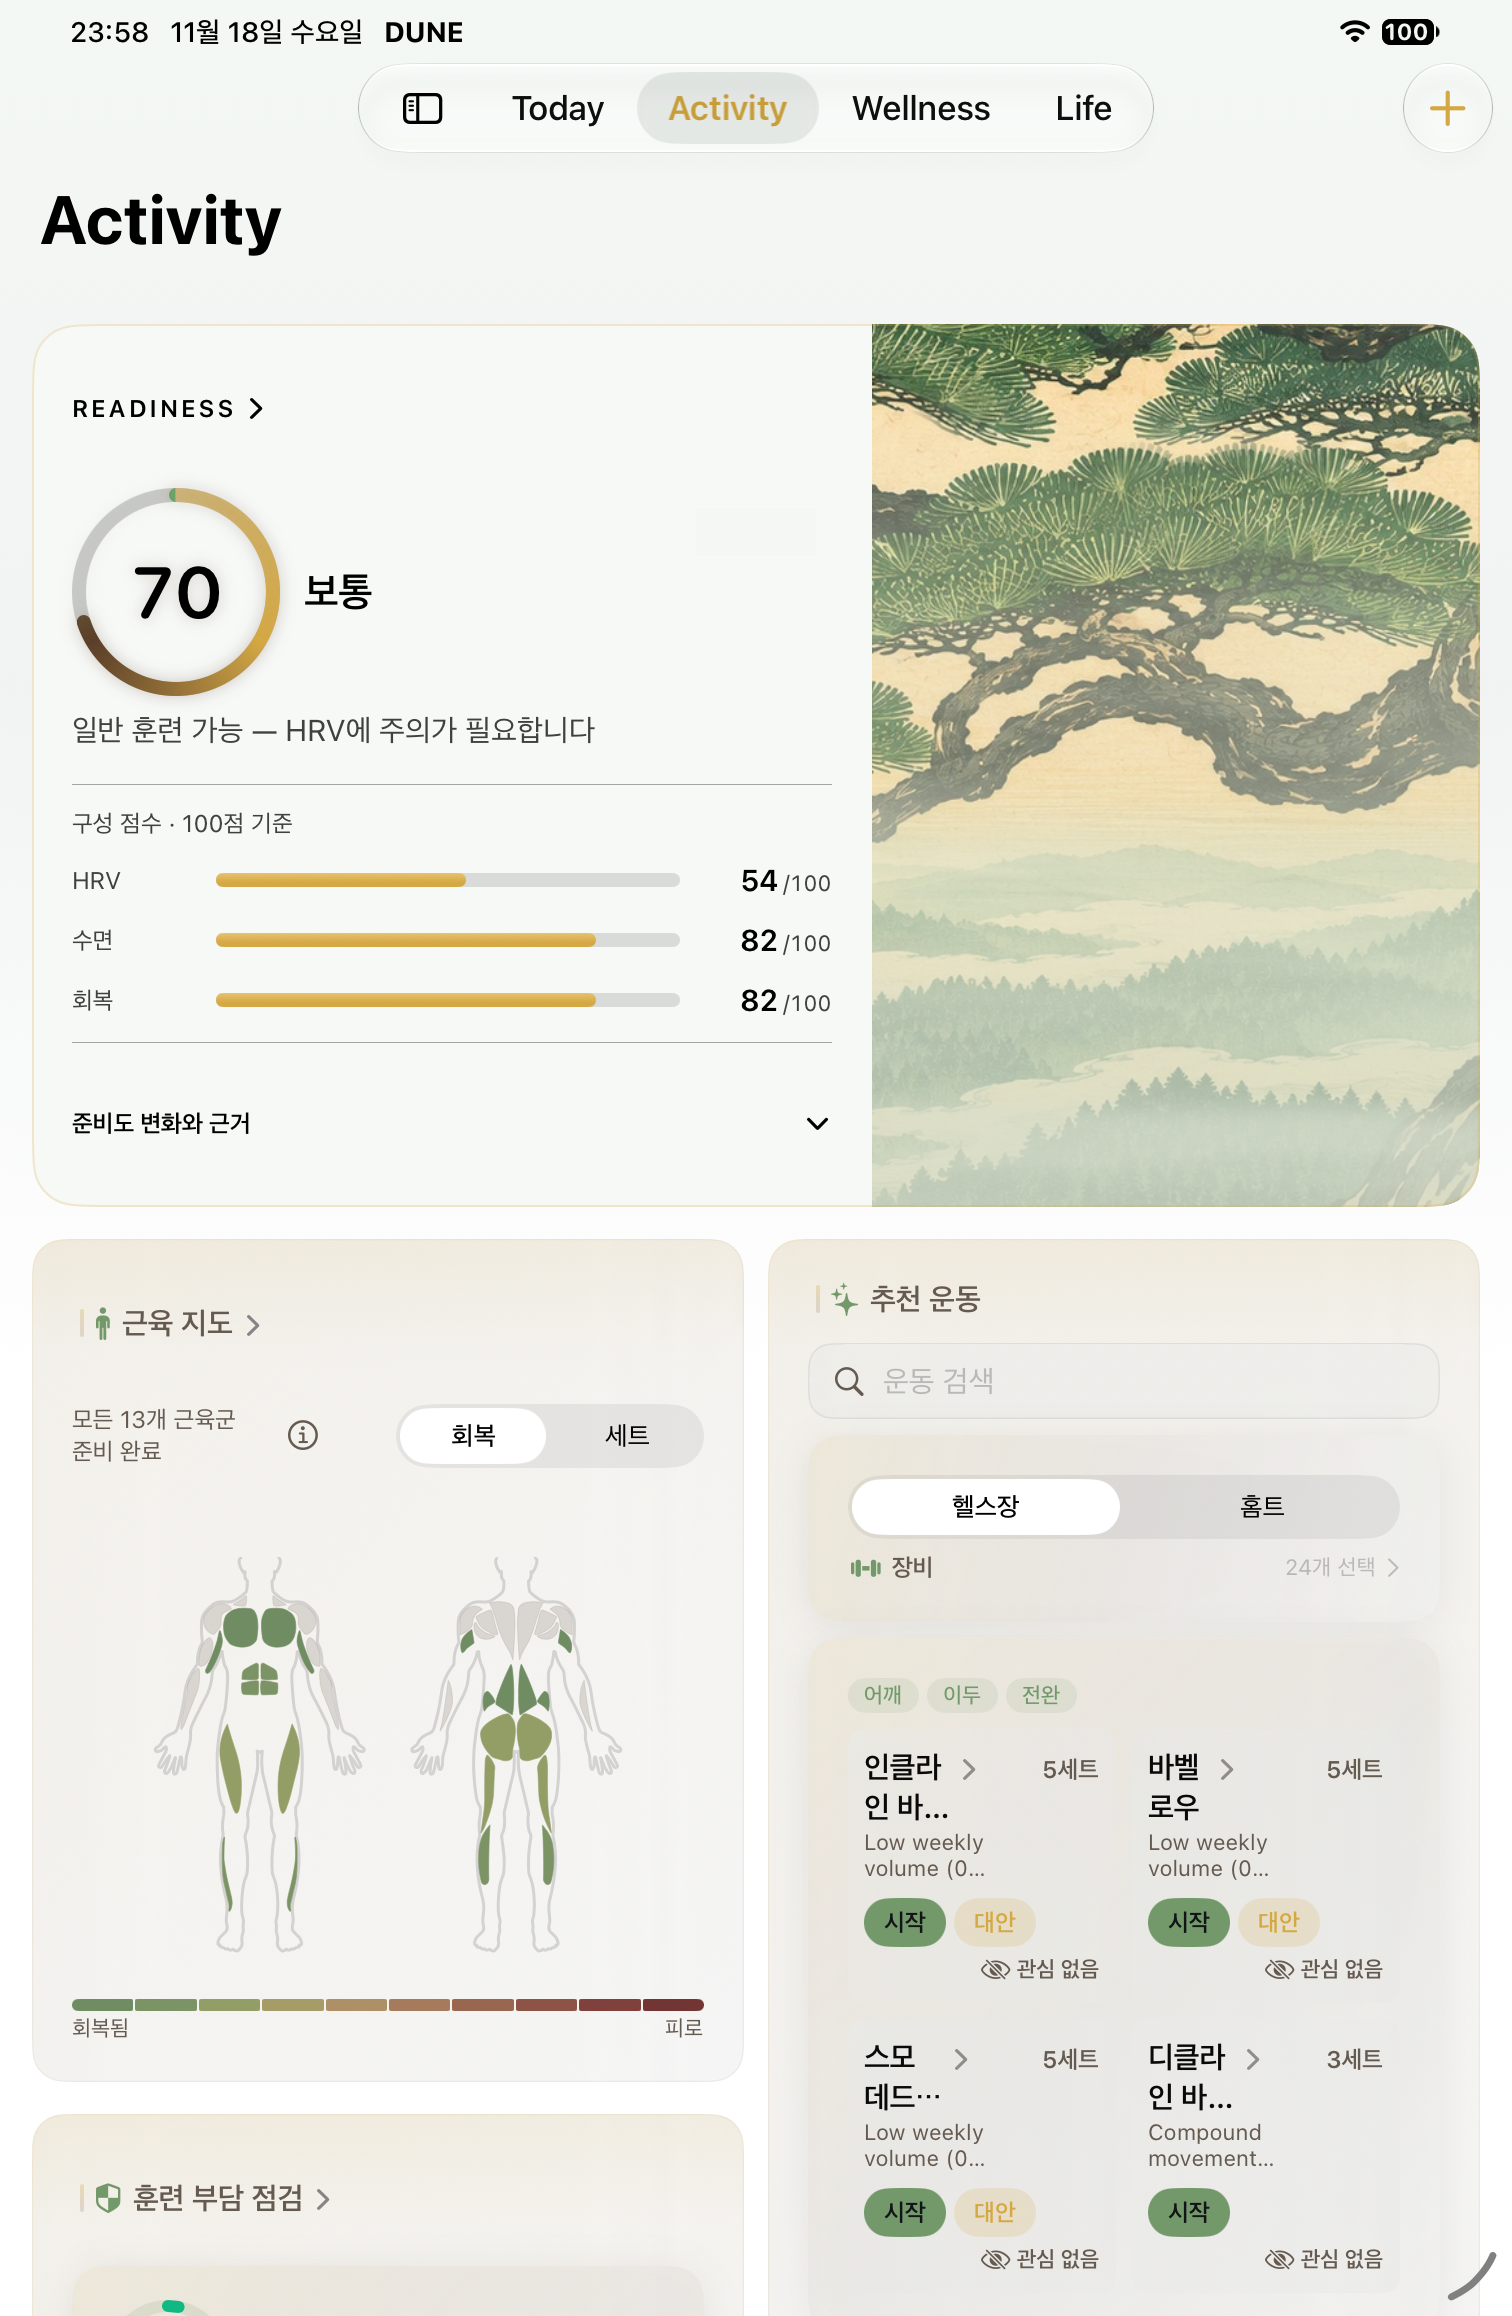 23:58 11월 18일 수요일 DUNE
100
Today Activity Wellness Life
Activity
READINESS
70
보통
일반 훈련 가능 — HRV에 주의가 필요합니다
구성 점수 · 100점 기준
HRV 54/100
수면 82/100
회복 82/100
준비도 변화와 근거
근육 지도
모든 13개 근육군
준비 완료
회복 세트
회복됨 피로
훈련 부담 점검
추천 운동
운동 검색
헬스장 홈트
장비 24개 선택
어깨 이두 전완
인클라
인 바...
5세트
Low weekly
volume (0...
시작 대안
관심 없음
바벨
로우
5세트
Low weekly
volume (0...
시작 대안
관심 없음
스모
데드...
5세트
Low weekly
volume (0...
시작 대안
관심 없음
디클라
인 바...
3세트
Compound
movement...
시작
관심 없음